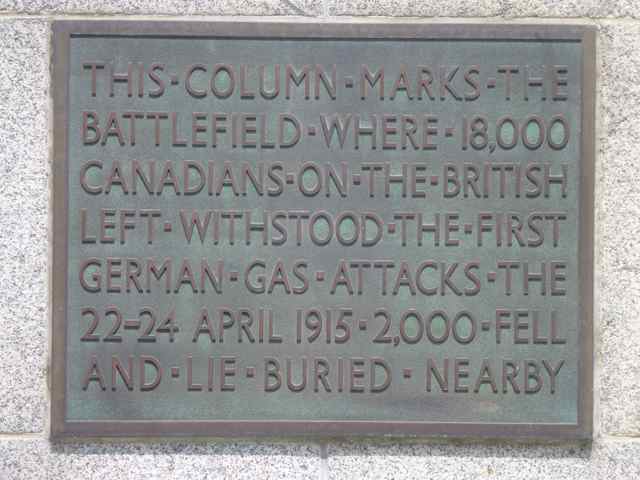 THIS·COLUMN·MARKS·THE
BATTLEFIELD·WHERE·18,000
CANADIANS·ON·THE·BRITISH
LEFT·WITHSTOOD·THE·FIRST
GERMAN·GAS·ATTACKS·THE
22-24 APRIL 1915·2,000·FELL
AND·LIE·BURIED·NEARBY